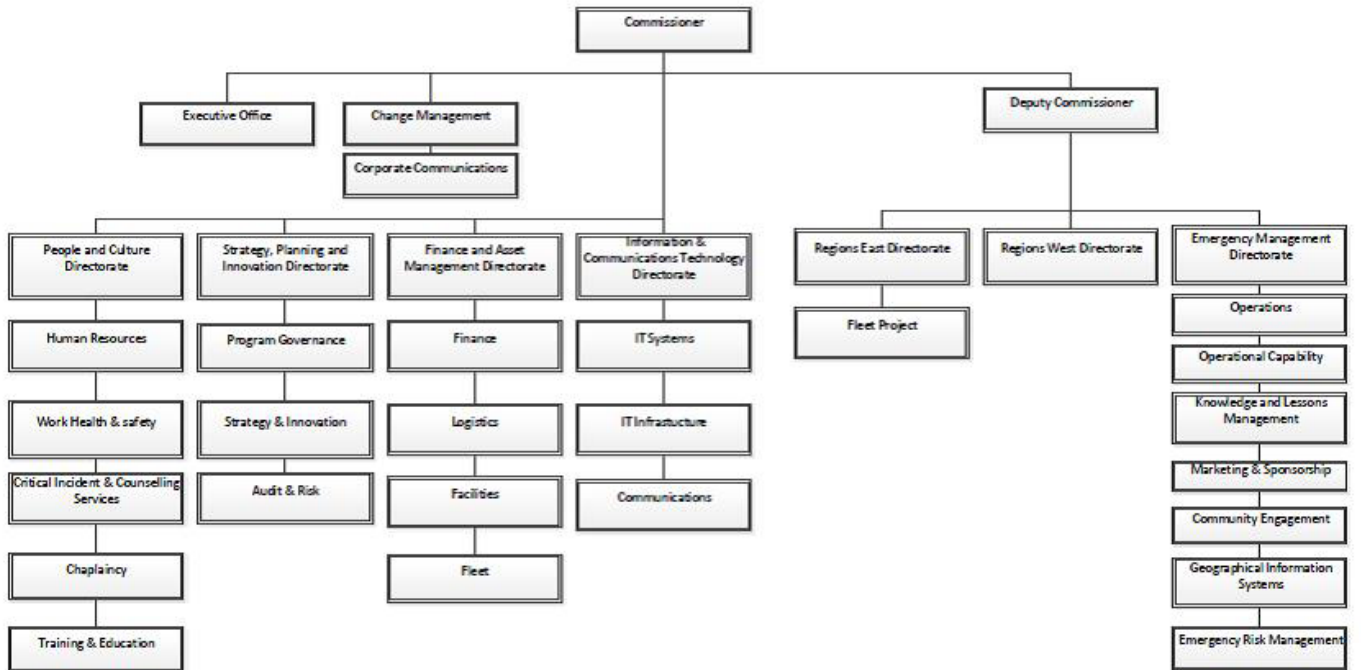 Commissioner
Executive Office
Change Management
Deputy Commissioner
Corporate Communications
People and Culture
Directorate
Strategy, Planning and
Innovation Directorate
Finance and Asset
Management Directorate
Information &
Communications Technology
Directorate
Regions East Directorate
Regions West Directorate
Emergency Management
Directorate
Human Resources
Program Governance
Finance
IT Systems
Fleet Project
Operations
Operational Capability
Work Health & safety
Strategy & Innovation
Logistics
IT Infrastucture
Knowledge and Lessons
Management
Critical Incident & Counselling
Services
Audit & Risk
Facilities
Communications
Marketing & Sponsorship
Community Engagement
Chaplaincy
Fleet
Geographical Information
Systems
Training & Education
Emergency Risk Management